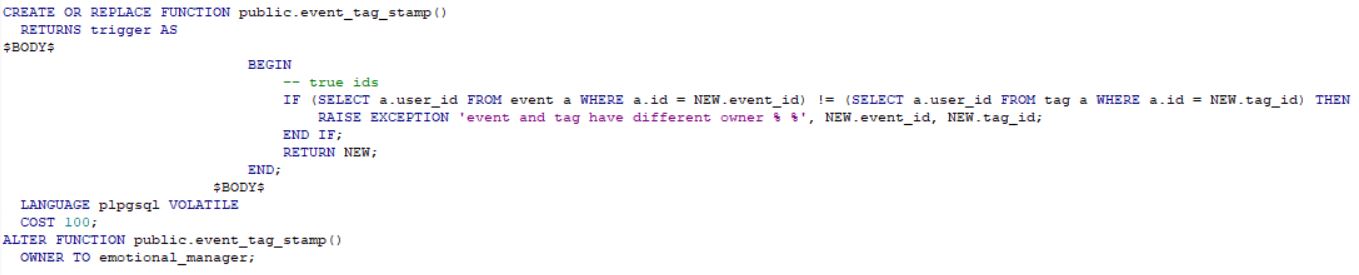 CREATE OR REPLACE FUNCTION public.event_tag_stamp()
  RETURNS trigger AS
$BODY$
                            BEGIN
                                -- true ids
                                IF (SELECT a.user_id FROM event a WHERE a.id = NEW.event_id) != (SELECT a.user_id FROM tag a WHERE a.id = NEW.tag_id) THEN
                                    RAISE EXCEPTION 'event and tag have different owner % %', NEW.event_id, NEW.tag_id;
                                END IF;
                                RETURN NEW;
                            END;
                        $BODY$
  LANGUAGE plpgsql VOLATILE
  COST 100;
ALTER FUNCTION public.event_tag_stamp()
  OWNER TO emotional_manager;